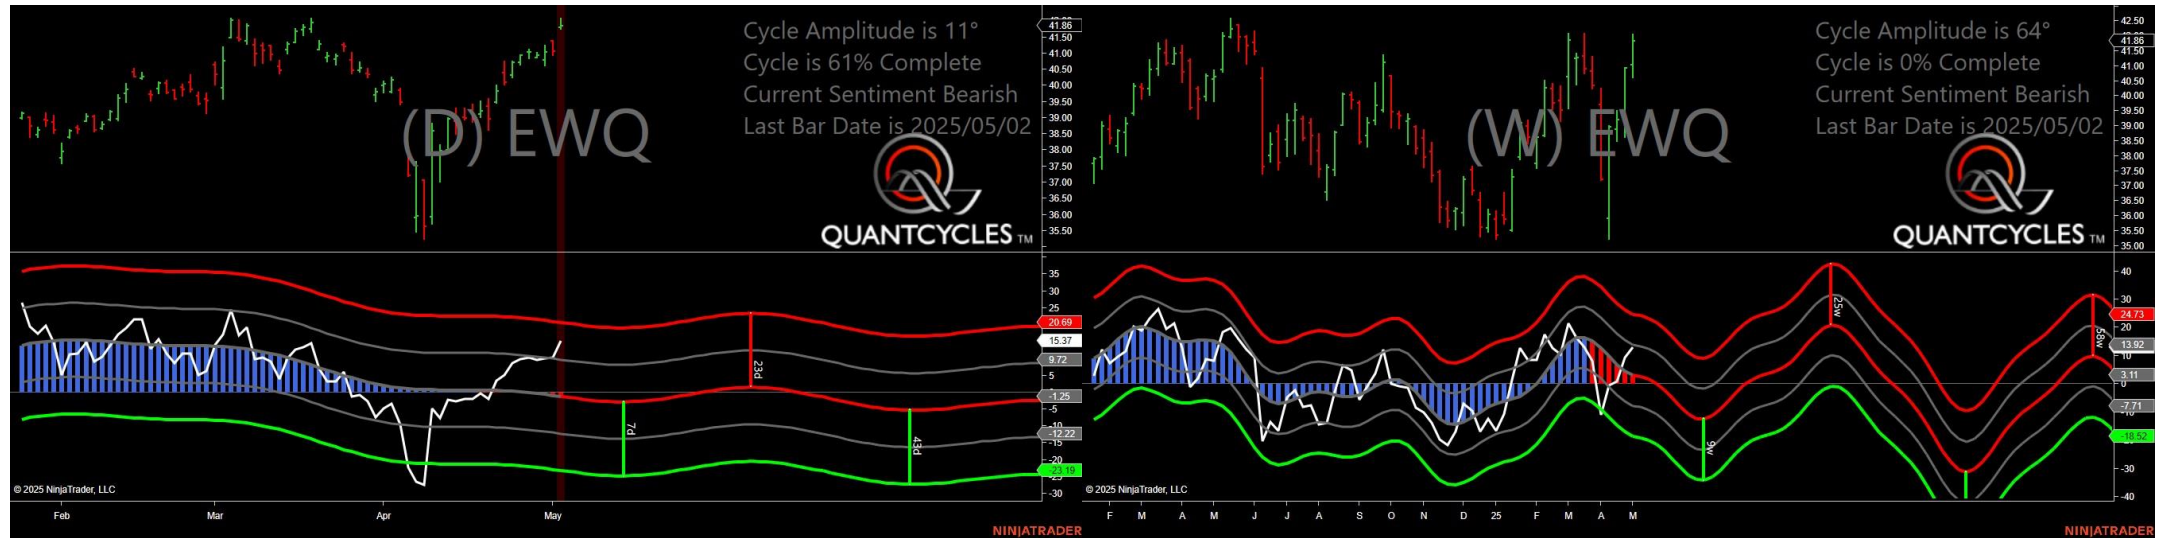 Cycle Amplitude is 11°
Cycle is 61% Complete
Current Sentiment Bearish
Last Bar Date is 2025/05/02
(D) EWQ
QUANTCYCLES TM
41.86
41.50
41.00
40.50
40.00
39.50
39.00
38.50
38.00
37.50
37.00
36.50
36.00
35.50
35
30
25
20.69
15.37
9.72
5
-1.25
-5
-10
-12.22
-15
-20
-23.19
-25
-30
23d
7d
43d
© 2025 NinjaTrader, LLC
Feb Mar Apr May
NINJATRADER
Cycle Amplitude is 64°
Cycle is 0% Complete
Current Sentiment Bearish
Last Bar Date is 2025/05/02
(W) EWQ
QUANTCYCLES TM
42.50
41.86
41.50
41.00
40.50
40.00
39.50
39.00
38.50
38.00
37.50
37.00
36.50
36.00
35.50
35.00
40
30
24.73
20
13.92
10
3.11
0
-7.71
-18.52
-30
-40
25w
58w
9w
© 2025 NinjaTrader, LLC
F M A M J J A S O N D 25 F M A M
NINJATRADER